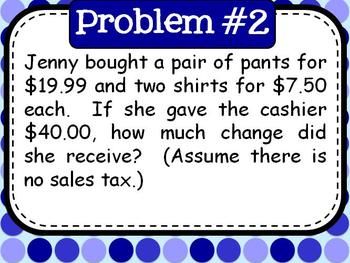 Problem #2
Jenny bought a pair of pants for
$19.99 and two shirts for $7.50
each. If she gave the cashier
$40.00, how much change did
she receive? (Assume there is
no sales tax.)